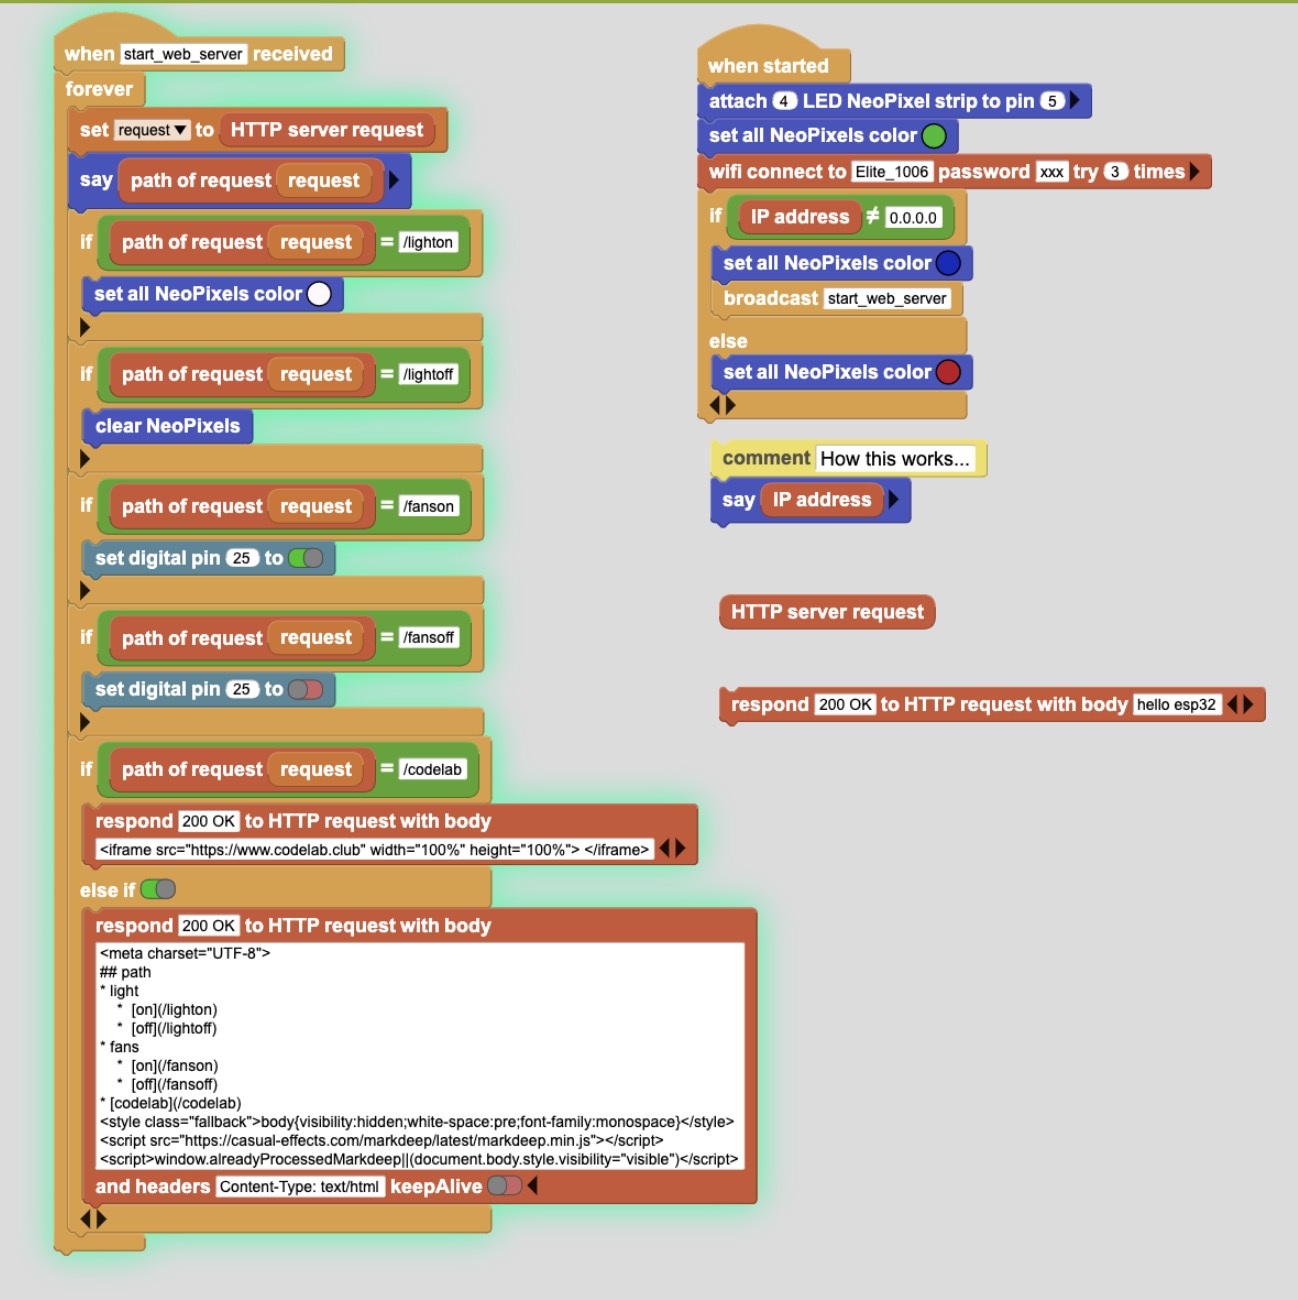 when start_web_server received
forever
set request to HTTP server request
say path of request request
if path of request request = /lighton
set all NeoPixels color
if path of request request = /lightoff
clear NeoPixels
if path of request request = /fanson
set digital pin 25 to
if path of request request = /fansoff
set digital pin 25 to
if path of request request = /codelab
respond 200 OK to HTTP request with body
<iframe src="https://www.codelab.club" width="100%" height="100%"> </iframe>
else if
respond 200 OK to HTTP request with body
<meta charset="UTF-8">
## path
* light
* [on](/lighton)
* [off](/lightoff)
* fans
* [on](/fanson)
* [off](/fansoff)
* [codelab](/codelab)
<style class="fallback">body{visibility:hidden;white-space:pre;font-family:monospace}</style>
<script src="https://casual-effects.com/markdeep/latest/markdeep.min.js"></script>
<script>window.alreadyProcessedMarkdeep||(document.body.style.visibility="visible")</script>
and headers Content-Type: text/html keepAlive
when started
attach 4 LED NeoPixel strip to pin 5
set all NeoPixels color
wifi connect to Elite_1006 password xxx try 3 times
if IP address ≠ 0.0.0.0
set all NeoPixels color
broadcast start_web_server
else
set all NeoPixels color
comment How this works...
say IP address
HTTP server request
respond 200 OK to HTTP request with body hello esp32